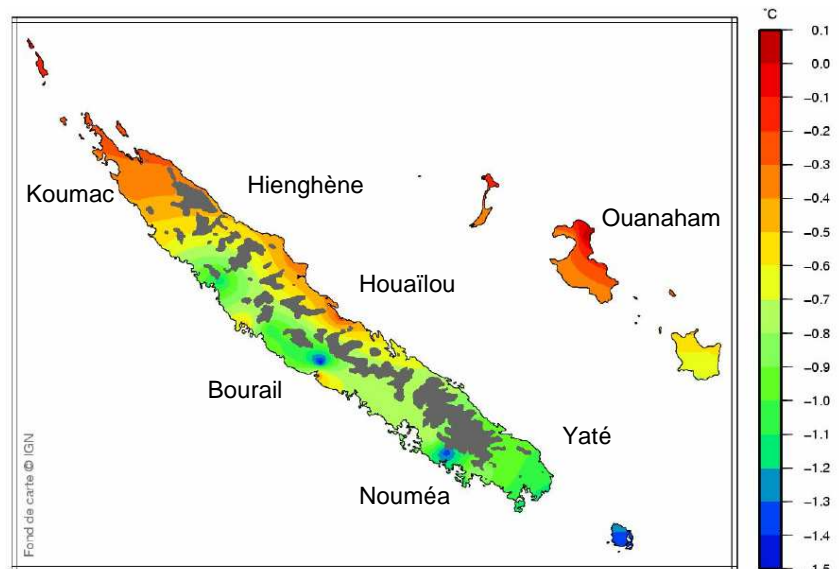 °C
0.1
0.0
−0.1
−0.2
−0.3
−0.4
−0.5
−0.6
−0.7
−0.8
−0.9
−1.0
−1.1
−1.2
−1.3
−1.4
−1.5
Koumac
Hienghène
Ouanaham
Houaïlou
Bourail
Yaté
Nouméa
Fond de carte © IGN